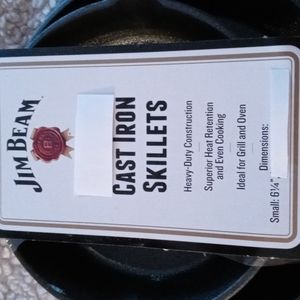 JIM BEAM
CAST IRON
SKILLETS
Heavy-Duty Construction
Superior Heat Retention
and Even Cooking
Ideal for Grill and Oven
Dimensions:
Small: 6¼"